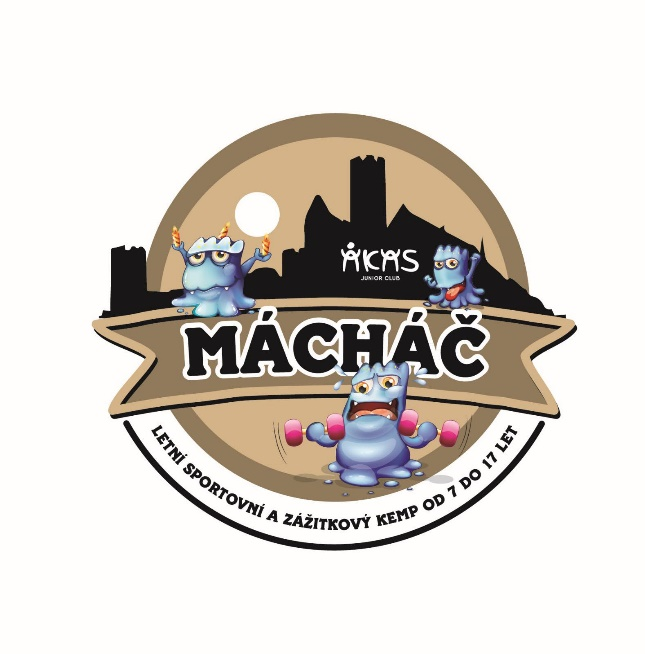 AKAS
JUNIOR CLUB
MÁCHÁČ
LETNÍ SPORTOVNÍ A ZÁŽITKOVÝ KEMP OD 7 DO 17 LET